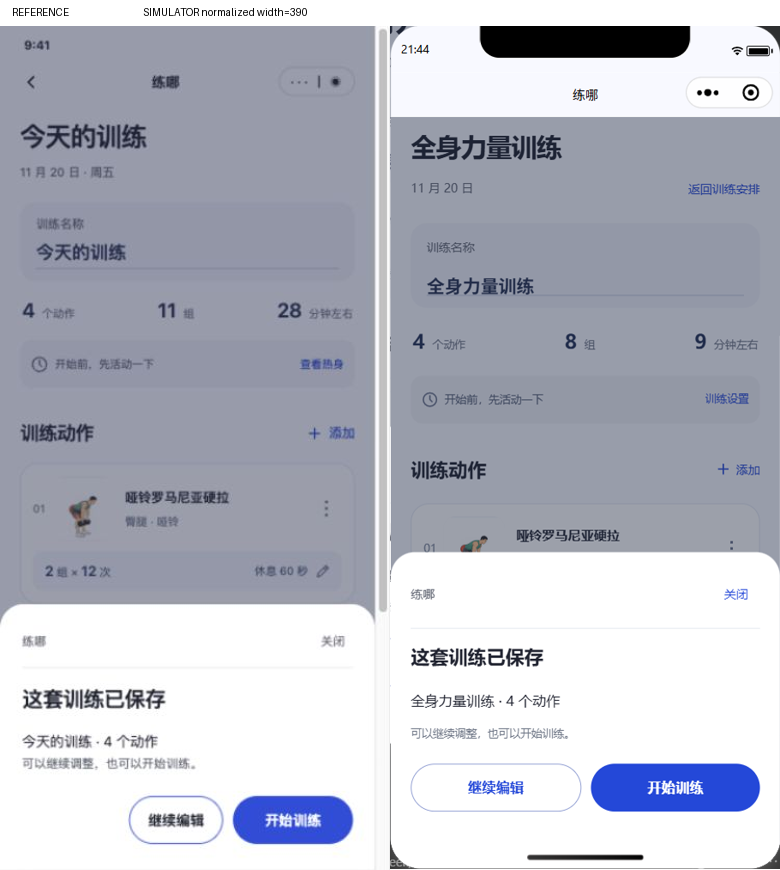 REFERENCE
SIMULATOR normalized width=390
9:41
练哪
今天的训练
11 月 20 日 · 周五
训练名称
今天的训练
4 个动作
11 组
28 分钟左右
开始前，先活动一下
查看热身
训练动作
+ 添加
01
哑铃罗马尼亚硬拉
臀腿 · 哑铃
2 组 × 12 次
休息 60 秒
练哪
关闭
这套训练已保存
今天的训练 · 4 个动作
可以继续调整，也可以开始训练。
继续编辑
开始训练
21:44
练哪
全身力量训练
11 月 20 日
返回训练安排
训练名称
全身力量训练
4 个动作
8 组
9 分钟左右
开始前，先活动一下
训练设置
训练动作
+ 添加
01
哑铃罗马尼亚硬拉
练哪
关闭
这套训练已保存
全身力量训练 · 4 个动作
可以继续调整，也可以开始训练。
继续编辑
开始训练